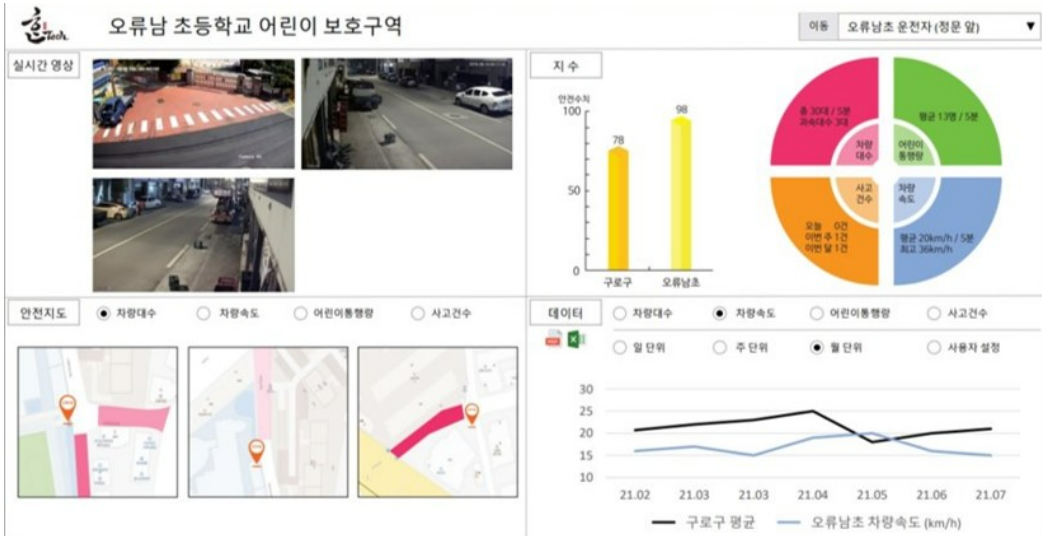 훈
Tech
오류남 초등학교 어린이 보호구역
이동 오류남초 운전자 (정문 앞) ▼
실시간 영상
지 수
안전수치
100
50
0
78
98
구로구 오류남초
총 30대 / 5분
과속대수 3대
차량
대수
평균 13명 / 5분
어린이
통행량
사고
건수
오늘 0건
이번 주 1건
이번 달 1건
차량
속도
평균 20km/h / 5분
최고 36km/h
안전지도 차량대수 차량속도 어린이통행량 사고건수
데이터 차량대수 차량속도 어린이통행량 사고건수
일 단위 주 단위 월 단위 사용자 설정
30
25
20
15
10
21.02 21.03 21.03 21.04 21.05 21.06 21.07
구로구 평균 오류남초 차량속도 (km/h)